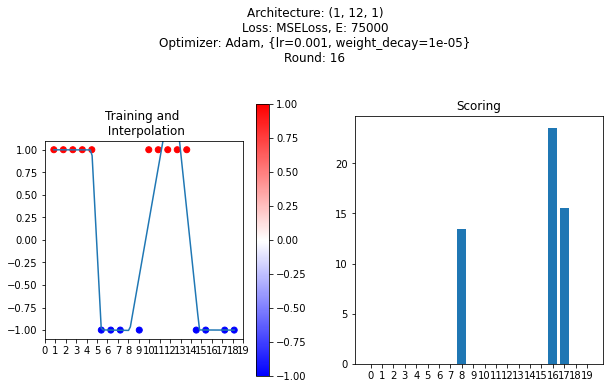 Architecture: (1, 12, 1)
Loss: MSELoss, E: 75000
Optimizer: Adam, {lr=0.001, weight_decay=1e-05}
Round: 16
Training and
Interpolation
1.00
0.75
0.50
0.25
0.00
−0.25
−0.50
−0.75
−1.00
0 1 2 3 4 5 6 7 8 9 10 11 12 13 14 15 16 17 18 19
1.00
0.75
0.50
0.25
0.00
−0.25
−0.50
−0.75
−1.00
Scoring
20
15
10
5
0
0 1 2 3 4 5 6 7 8 9 10 11 12 13 14 15 16 17 18 19